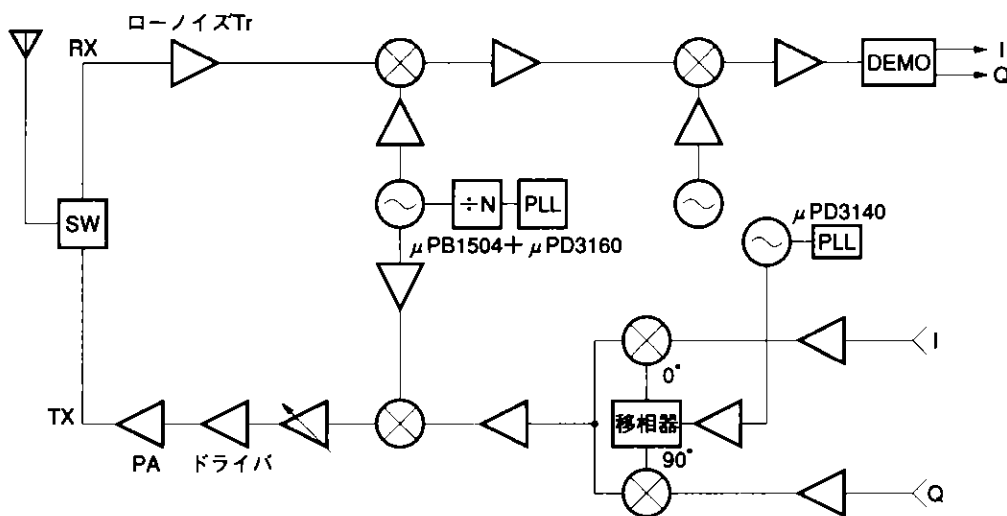 ローノイズTr
RX
I
DEMO
Q
÷N
PLL
SW
μPB1504+μPD3160
μPD3140
PLL
I
0°
TX
移相器
PA
ドライバ
90°
Q